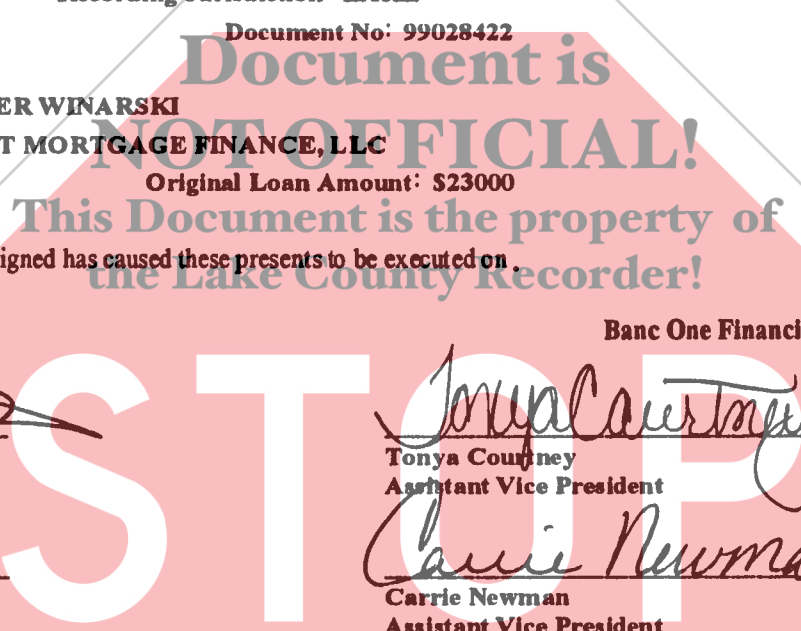 Document No: 99028422
Document is
ER WINARSKI
NOT OFFICIAL!
T MORTGAGE FINANCE, LLC
Original Loan Amount: $23000
This Document is the property of
igned has caused these presents to be executed on .
the Lake County Recorder!
Banc One Financi
STOP
Tonya Courtney
Tonya Courtney
Assistant Vice President
Carrie Newma
Carrie Newman
Assistant Vice President